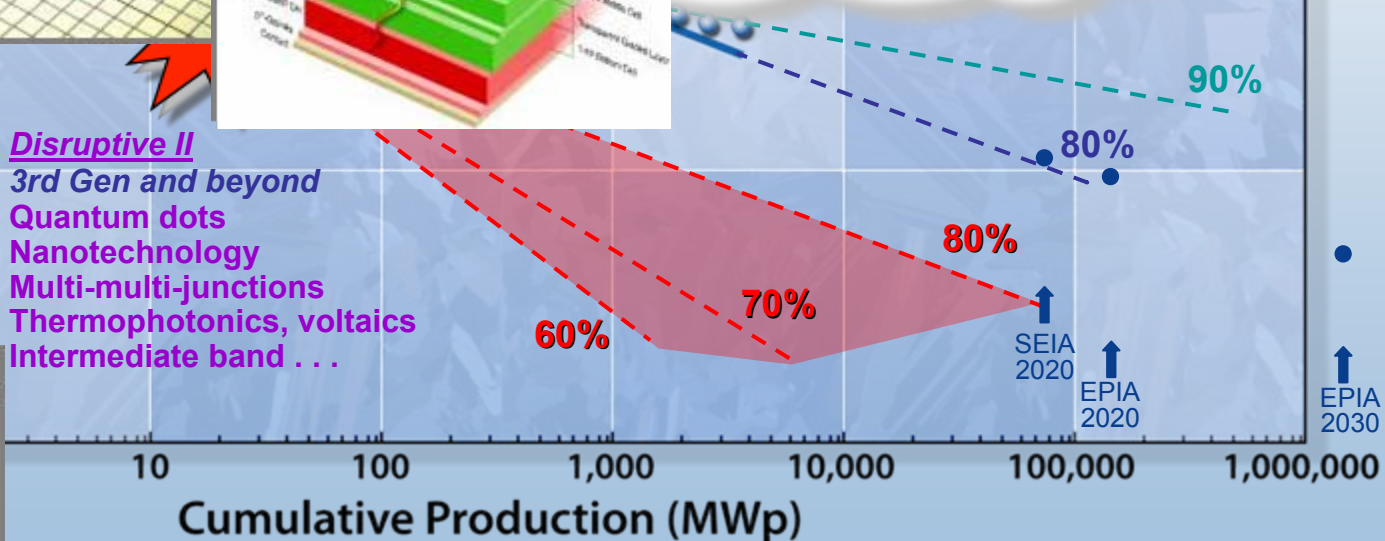 Contact
90%
80%
Disruptive II
3rd Gen and beyond
Quantum dots
Nanotechnology
Multi-multi-junctions
Thermophotonics, voltaics
Intermediate band . . .
80%
70%
60%
SEIA
2020
EPIA
2020
EPIA
2030
10
100
1,000
10,000
100,000
1,000,000
Cumulative Production (MWp)